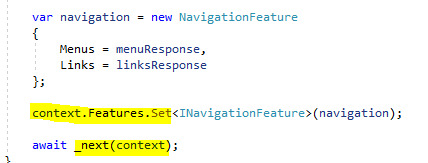 var navigation = new NavigationFeature
{
Menus = menuResponse,
Links = linksResponse
};
context.Features.Set<INavigationFeature>(navigation);
await _next(context);
}